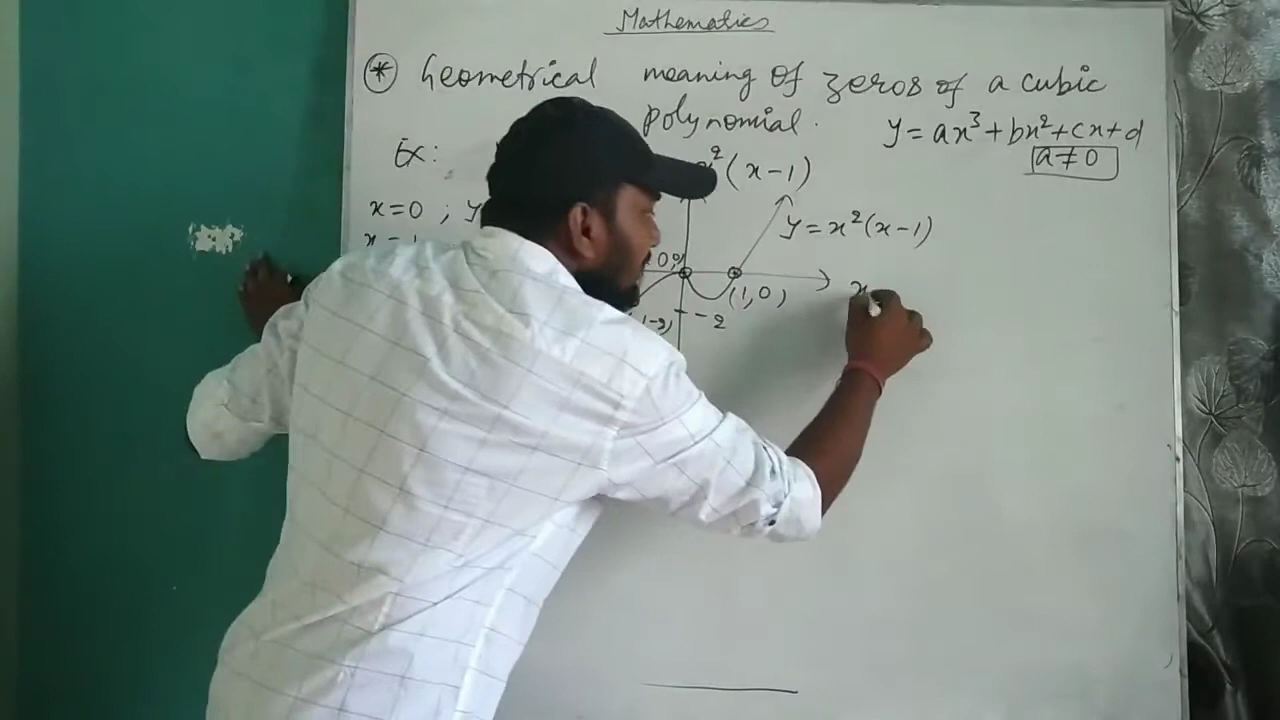 Mathematics
* Geometrical meaning of zeros of a cubic
polynomial.
y = ax³ + bx² + cx + d
a ≠ 0
Ex:
²(x-1)
x=0 ; y
y = x²(x-1)
(1,0)
x
-2